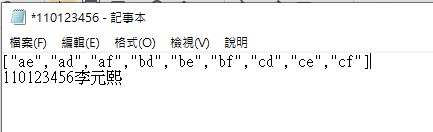 *110123456 - 記事本
檔案(F) 編輯(E) 格式(O) 檢視(V) 說明
["ae","ad","af","bd","be","bf","cd","ce","cf"]
110123456李元熙